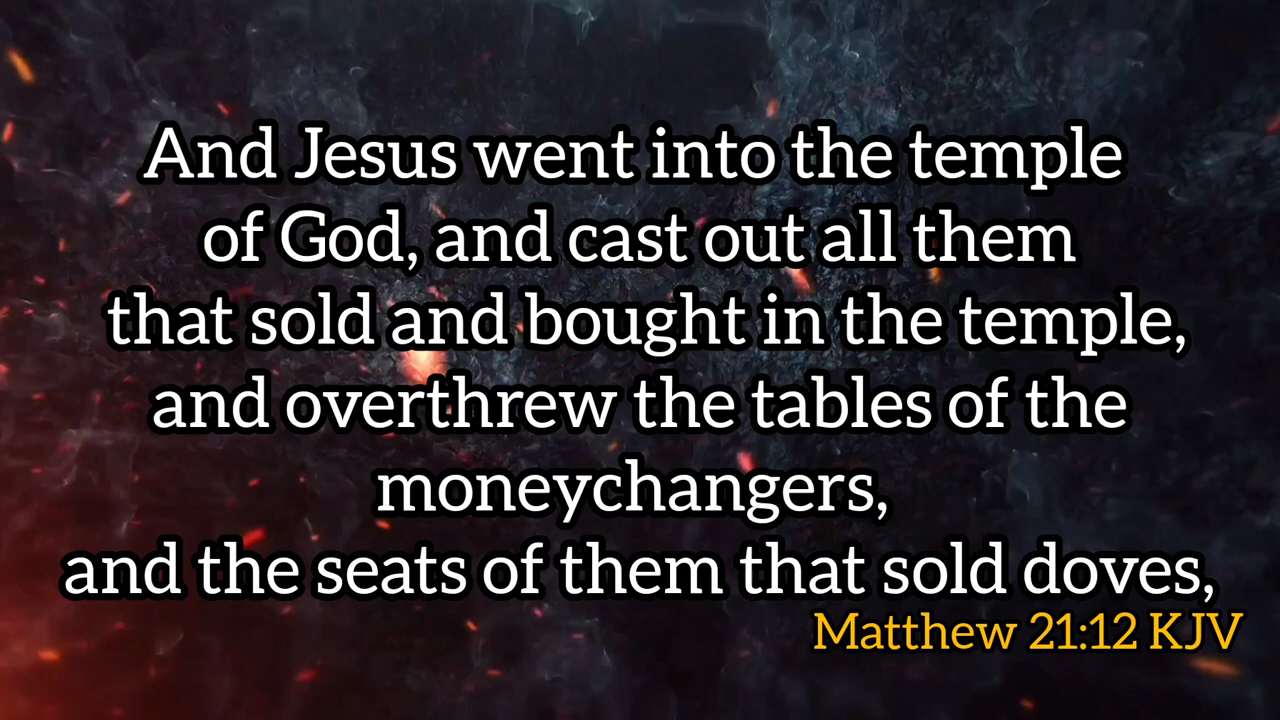 And Jesus went into the temple
of God, and cast out all them
that sold and bought in the temple,
and overthrew the tables of the
moneychangers,
and the seats of them that sold doves,
Matthew 21:12 KJV